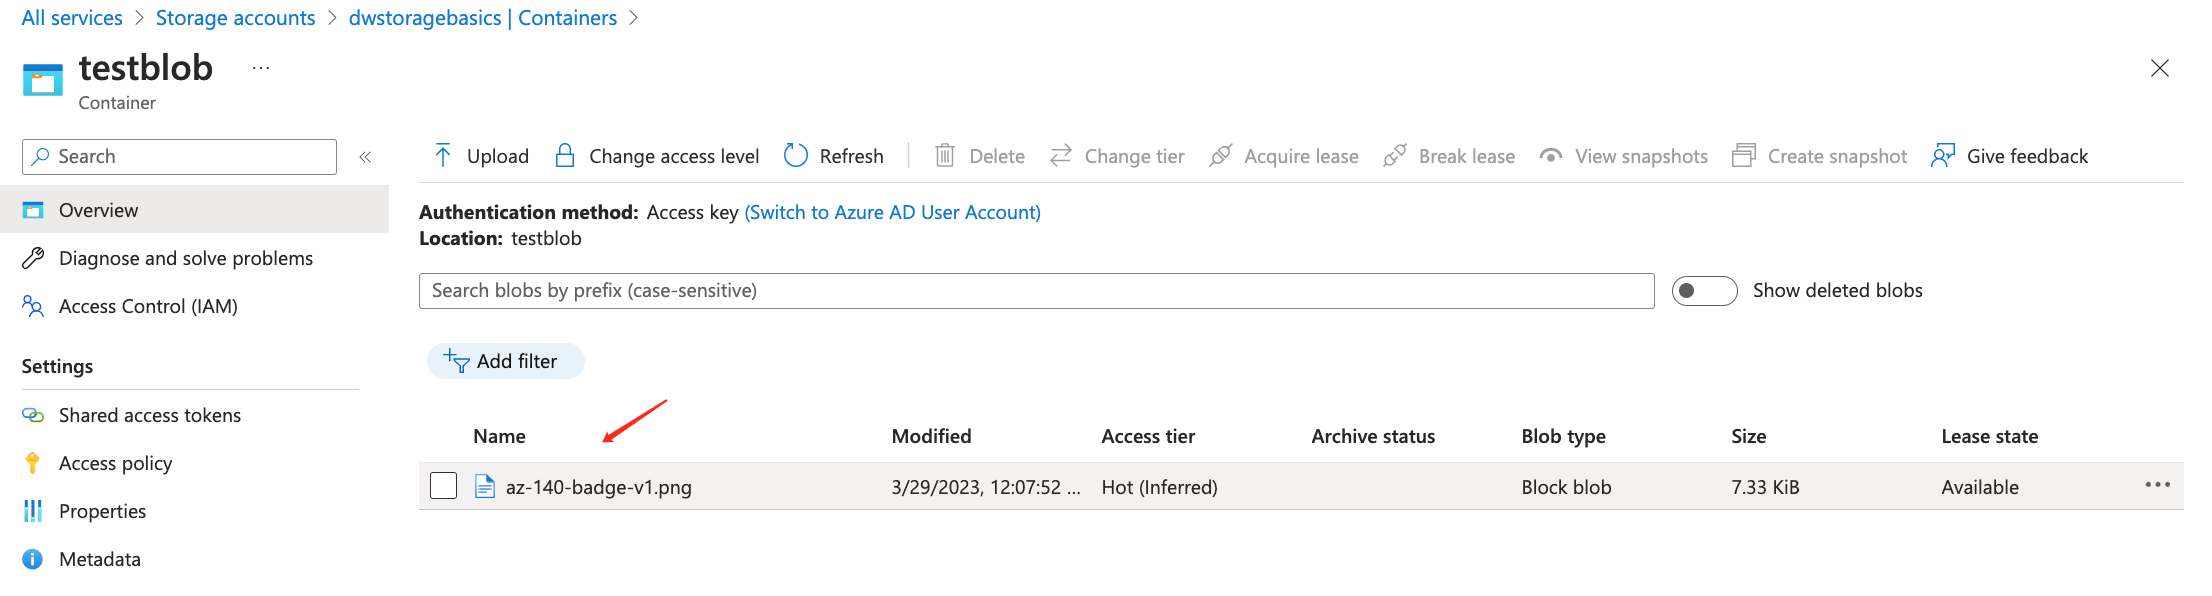 All services > Storage accounts > dwstoragebasics | Containers >
testblob ...
Container
Search
«
Overview
Diagnose and solve problems
Access Control (IAM)
Settings
Shared access tokens
Access policy
Properties
Metadata
Upload Change access level Refresh Delete Change tier Acquire lease Break lease View snapshots Create snapshot Give feedback
Authentication method: Access key (Switch to Azure AD User Account)
Location: testblob
Search blobs by prefix (case-sensitive) Show deleted blobs
Add filter
Name Modified Access tier Archive status Blob type Size Lease state
az-140-badge-v1.png 3/29/2023, 12:07:52 ... Hot (Inferred) Block blob 7.33 KiB Available ...